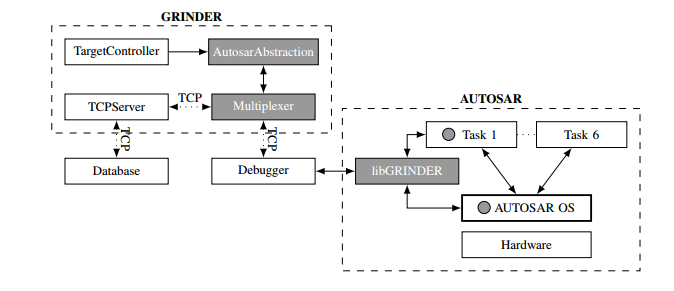 GRINDER
TargetController
AutosarAbstraction
TCPServer
TCP
Multiplexer
TCP
TCP
Database
Debugger
AUTOSAR
Task 1
Task 6
libGRINDER
AUTOSAR OS
Hardware